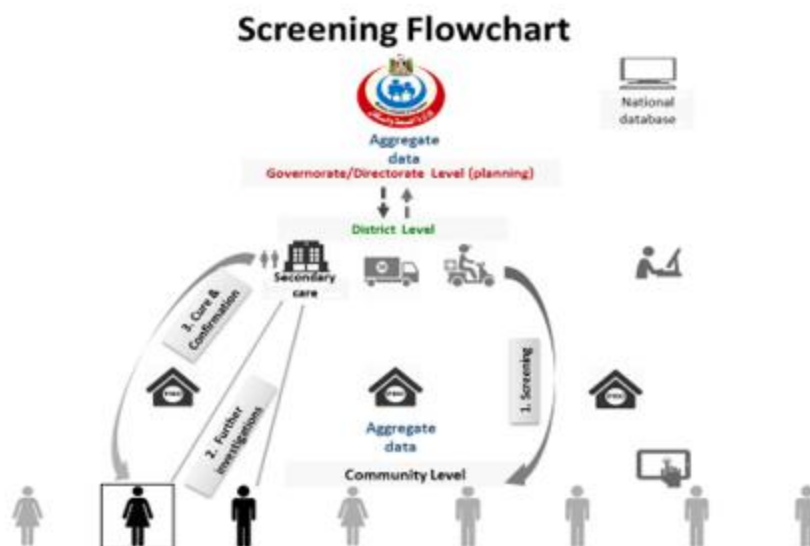 Screening Flowchart
National
database
Aggregate
data
Governorate/Directorate Level (planning)
District Level
Secondary
care
3. Cure &
Confirmation
1. Screening
2. Further
investigations
Aggregate
data
Community Level